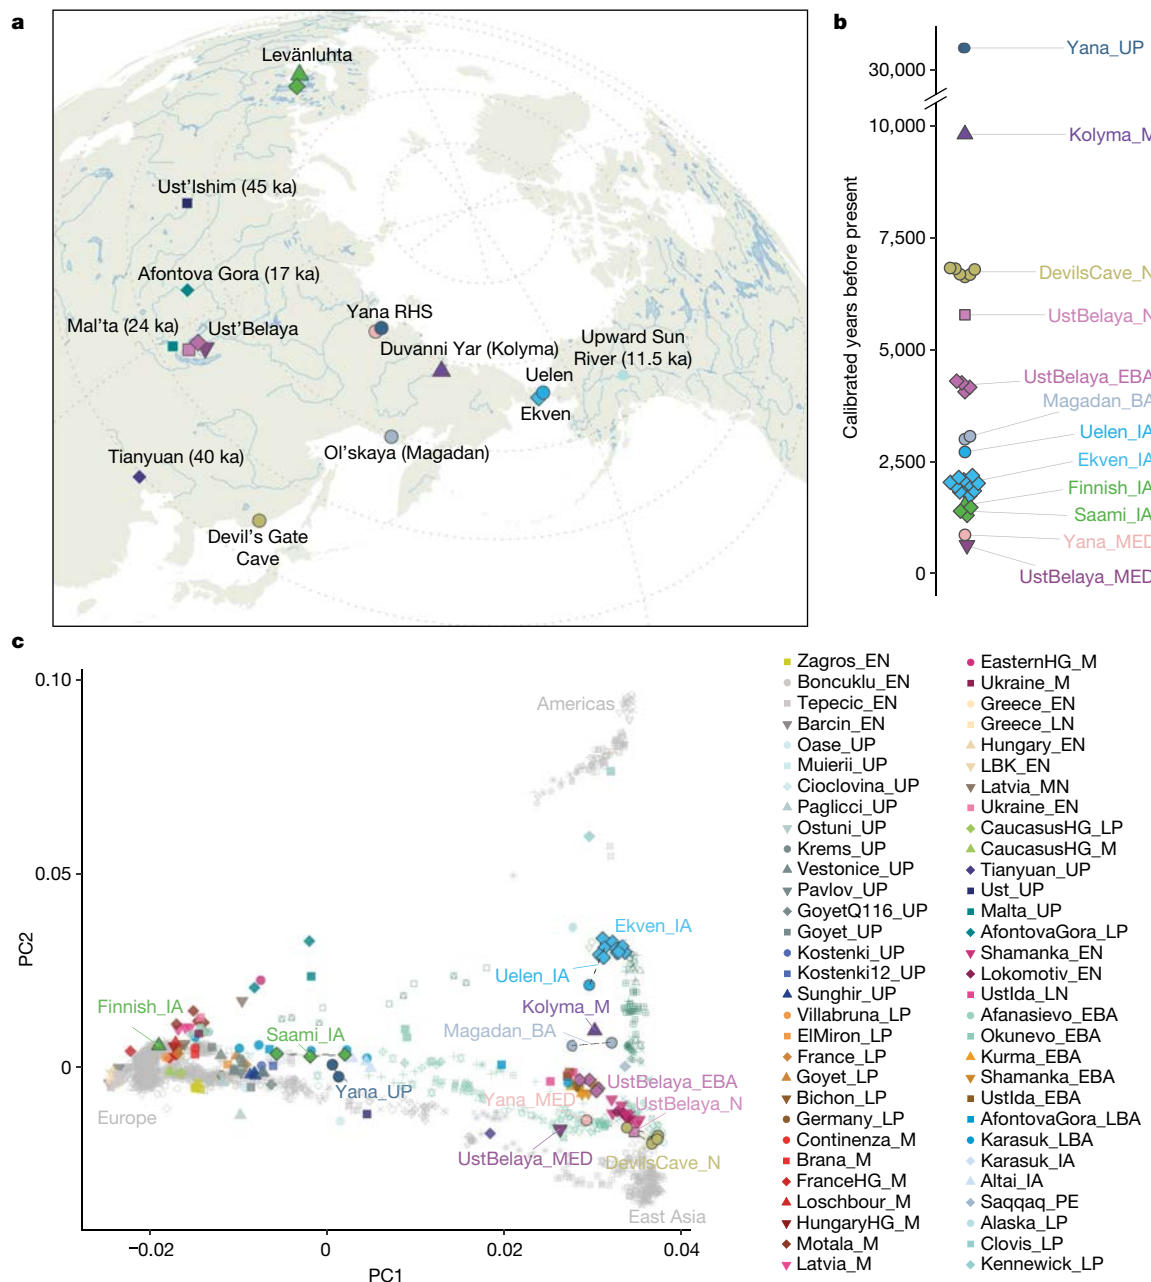 a
Levänluhta
Ust'Ishim (45 ka)
Afontova Gora (17 ka)
Mal'ta (24 ka)
Ust'Belaya
Yana RHS
Duvanni Yar (Kolyma)
Upward Sun
River (11.5 ka)
Uelen
Ekven
Ol'skaya (Magadan)
Tianyuan (40 ka)
Devil's Gate
Cave
b
Calibrated years before present
30,000
10,000
7,500
5,000
2,500
0
Yana_UP
Kolyma_M
DevilsCave_N
UstBelaya_N
UstBelaya_EBA
Magadan_BA
Uelen_IA
Ekven_IA
Finnish_IA
Saami_IA
Yana_MED
UstBelaya_MED
c
PC2
0.10
0.05
0
Americas
Ekven_IA
Uelen_IA
Kolyma_M
Magadan_BA
Finnish_IA
Saami_IA
Yana_UP
Yana_MED
UstBelaya_EBA
UstBelaya_N
Europe
UstBelaya_MED
DevilsCave_N
East Asia
−0.02
0
0.02
0.04
PC1
Zagros_EN
Boncuklu_EN
Tepecic_EN
Barcin_EN
Oase_UP
Muierii_UP
Cioclovina_UP
Paglicci_UP
Ostuni_UP
Krems_UP
Vestonice_UP
Pavlov_UP
GoyetQ116_UP
Goyet_UP
Kostenki_UP
Kostenki12_UP
Sunghir_UP
Villabruna_LP
ElMiron_LP
France_LP
Goyet_LP
Bichon_LP
Germany_LP
Continenza_M
Brana_M
FranceHG_M
Loschbour_M
HungaryHG_M
Motala_M
Latvia_M
EasternHG_M
Ukraine_M
Greece_EN
Greece_LN
Hungary_EN
LBK_EN
Latvia_MN
Ukraine_EN
CaucasusHG_LP
CaucasusHG_M
Tianyuan_UP
Ust_UP
Malta_UP
AfontovaGora_LP
Shamanka_EN
Lokomotiv_EN
UstIda_LN
Afanasievo_EBA
Okunevo_EBA
Kurma_EBA
Shamanka_EBA
UstIda_EBA
AfontovaGora_LBA
Karasuk_LBA
Karasuk_IA
Altai_IA
Saqqaq_PE
Alaska_LP
Clovis_LP
Kennewick_LP